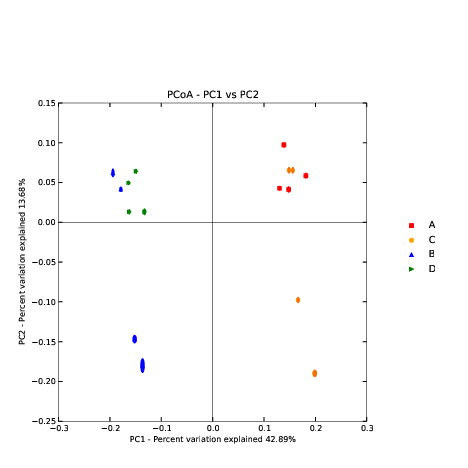 PCoA - PC1 vs PC2
0.15
0.10
0.05
0.00
−0.05
−0.10
−0.15
−0.20
−0.25
PC2 - Percent variation explained 13.68%
−0.3
−0.2
−0.1
0.0
0.1
0.2
0.3
PC1 - Percent variation explained 42.89%
A
C
B
D